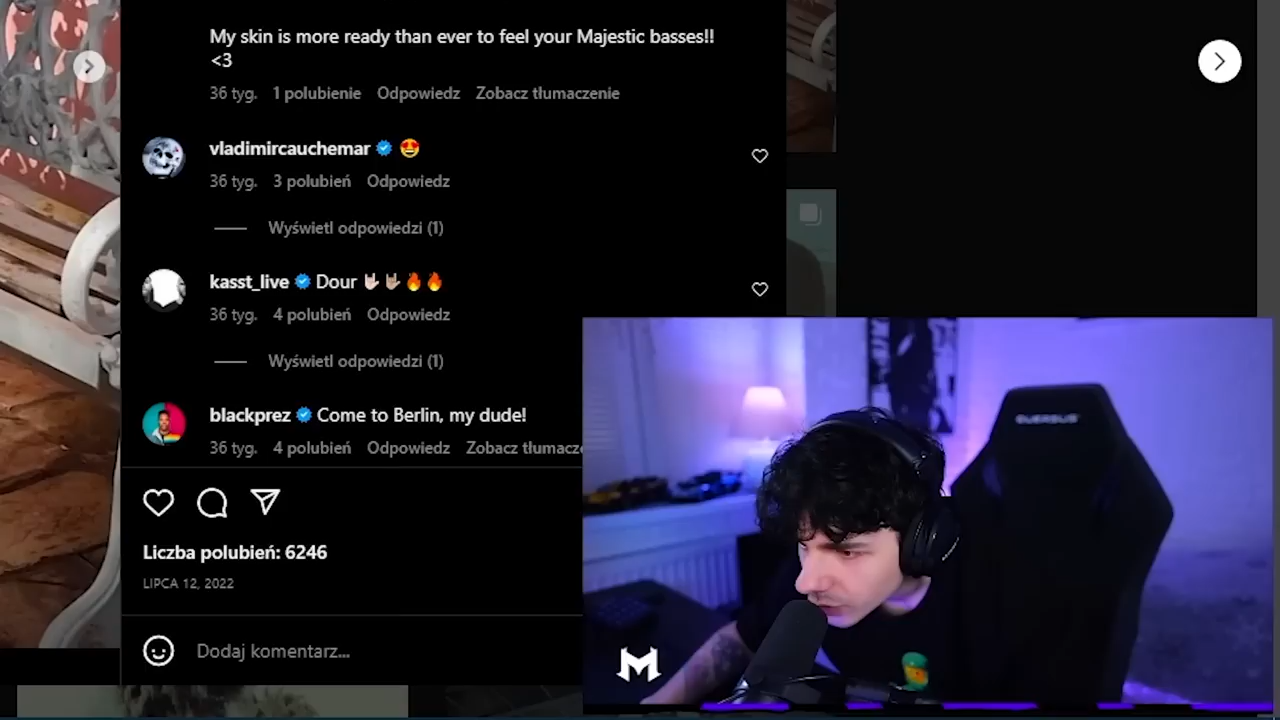 My skin is more ready than ever to feel your Majestic basses!!
<3
36 tyg. 1 polubienie Odpowiedz Zobacz tłumaczenie
vladimircauchemar 🤩
36 tyg. 3 polubień Odpowiedz
Wyświetl odpowiedzi (1)
kasst_live Dour 🤟🏻🤟🏽🔥🔥
36 tyg. 4 polubień Odpowiedz
Wyświetl odpowiedzi (1)
blackprez Come to Berlin, my dude!
36 tyg. 4 polubień Odpowiedz Zobacz tłumacze
Liczba polubień: 6246
LIPCA 12, 2022
Dodaj komentarz...